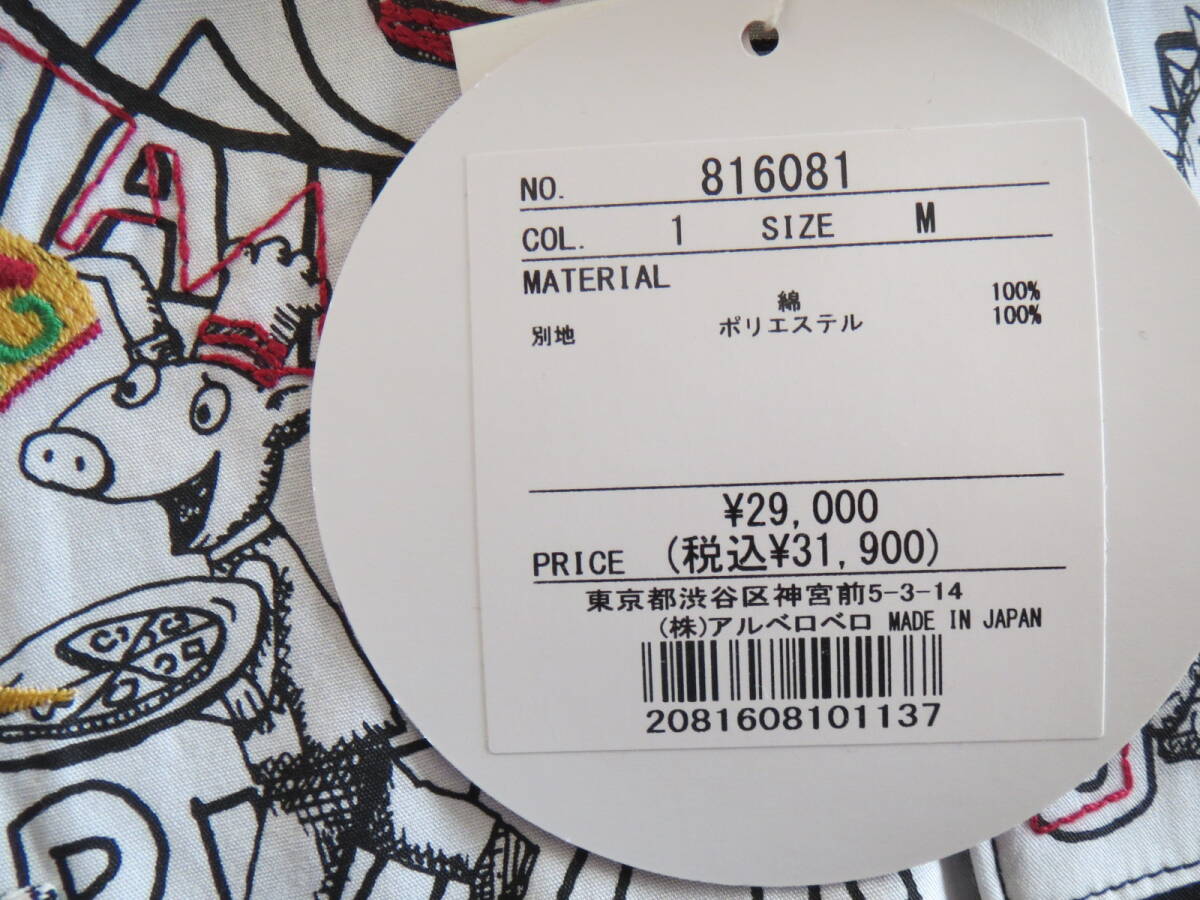 NO. 816081
COL. 1 SIZE M
MATERIAL
綿 100%
別地 ポリエステル 100%
¥29,000
PRICE (税込¥31,900)
東京都渋谷区神宮前5-3-14
(株)アルベロベロ MADE IN JAPAN
2081608101137